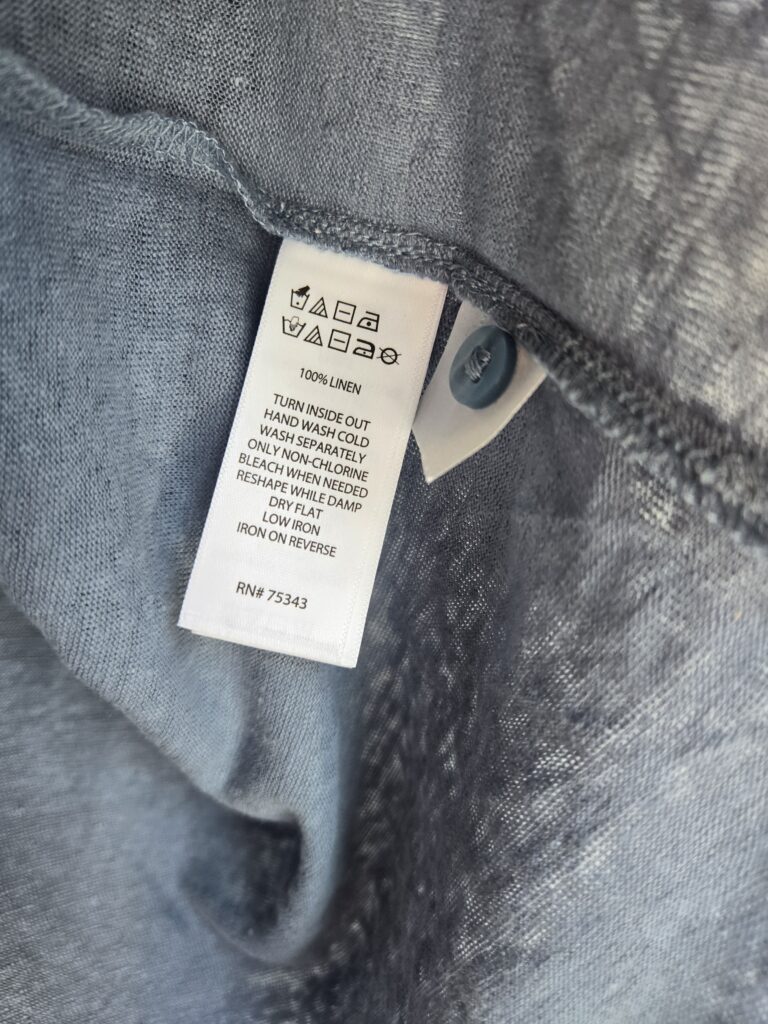 100% LINEN
TURN INSIDE OUT
HAND WASH COLD
WASH SEPARATELY
ONLY NON-CHLORINE
BLEACH WHEN NEEDED
RESHAPE WHILE DAMP
DRY FLAT
LOW IRON
IRON ON REVERSE
RN# 75343